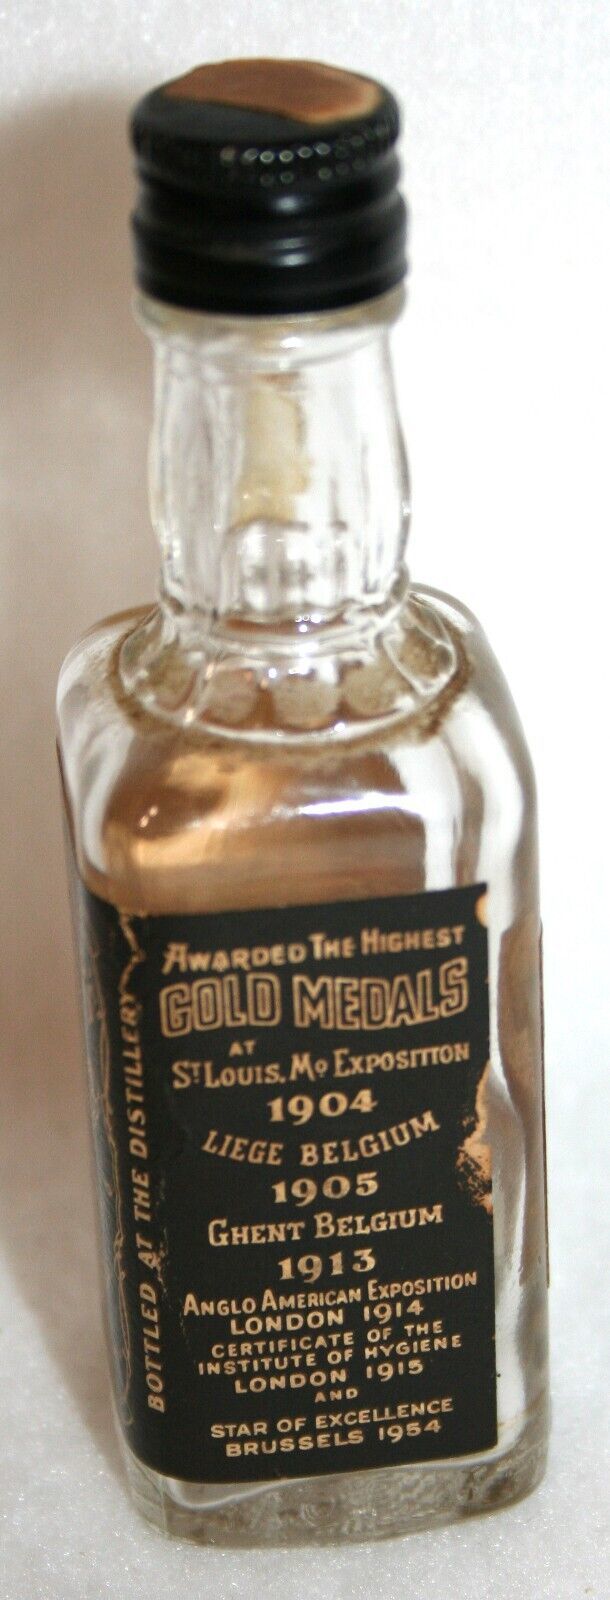 AWARDED THE HIGHEST
GOLD MEDALS
AT
ST LOUIS. MO EXPOSITION
1904
LIEGE BELGIUM
1905
GHENT BELGIUM
1913
ANGLO AMERICAN EXPOSITION
LONDON 1914
CERTIFICATE OF THE
INSTITUTE OF HYGIENE
LONDON 1915
AND
STAR OF EXCELLENCE
BRUSSELS 1954
BOTTLED AT THE DISTILLERY